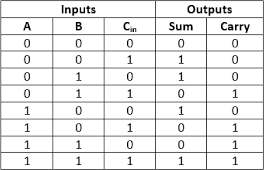 Inputs Outputs
A B Cin Sum Carry
0 0 0 0 0
0 0 1 1 0
0 1 0 1 0
0 1 1 0 1
1 0 0 1 0
1 0 1 0 1
1 1 0 0 1
1 1 1 1 1